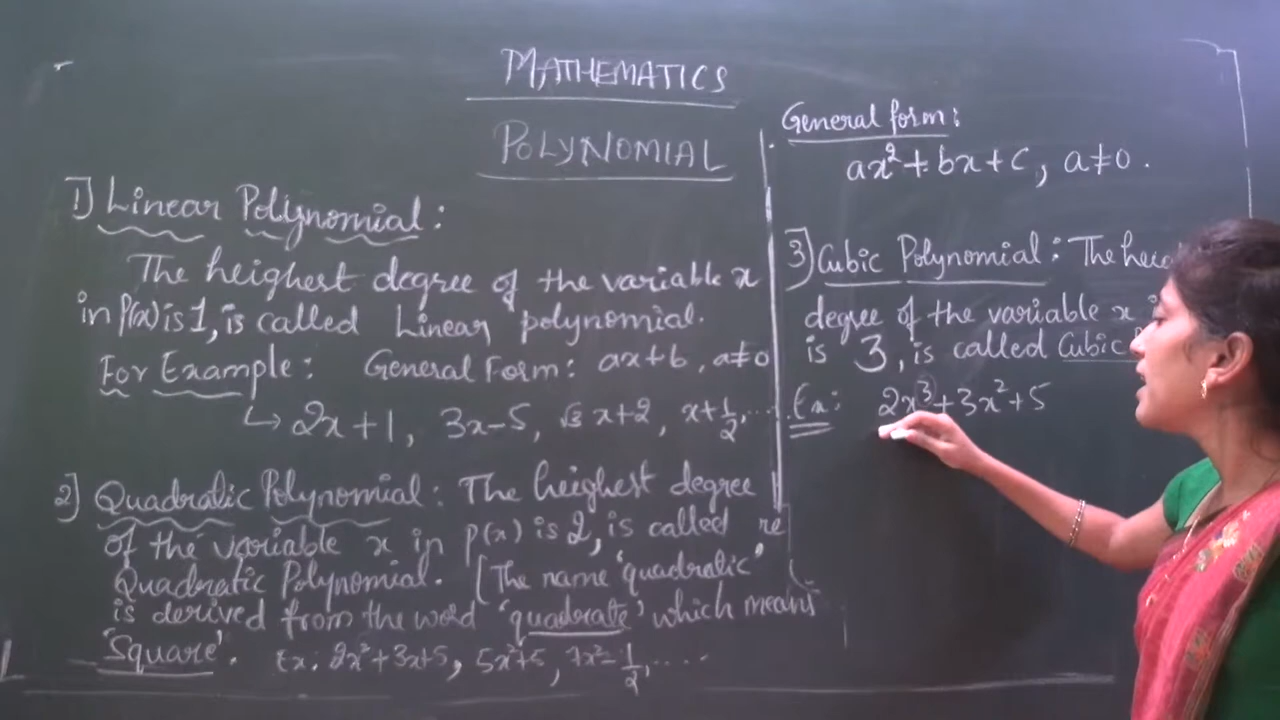 MATHEMATICS
POLYNOMIAL
1] Linear Polynomial:
The heighest degree of the variable x
in P(x) is 1, is called Linear polynomial.
For Example: General Form: ax+b, a≠0
↳ 2x+1, 3x-5, √3 x+2, x+1/2, ....
2] Quadratic Polynomial: The heighest degree
of the variable x in p(x) is 2, is called
Quadratic Polynomial. [The name 'quadratic'
is derived from the word 'quadrate' which means
'Square'. Ex: 2x²+3x+5, 5x²+5, 7x²-1/2, ....
General form:
ax²+bx+c, a≠0.
3] Cubic Polynomial: The
degree of the variable x
is 3, is called Cubic
Ex: 2x³+3x²+5